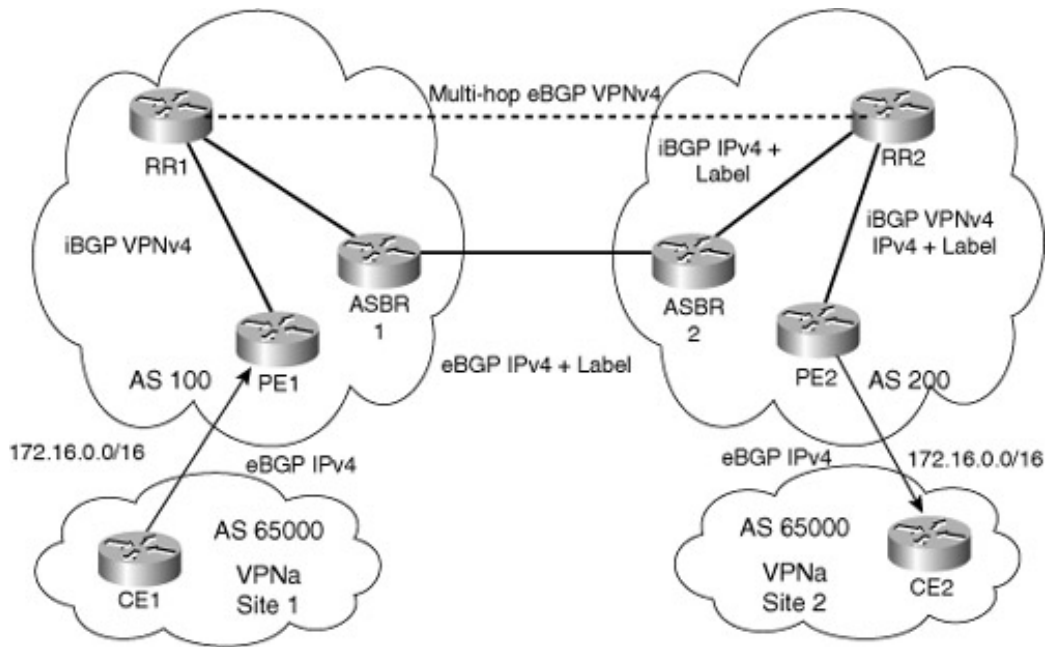 Multi-hop eBGP VPNv4
RR1
RR2
iBGP IPv4 +
Label
iBGP VPNv4
iBGP VPNv4
IPv4 + Label
ASBR
1
ASBR
2
PE1
PE2
AS 100
eBGP IPv4 + Label
AS 200
172.16.0.0/16
eBGP IPv4
eBGP IPv4
172.16.0.0/16
AS 65000
VPNa
Site 1
CE1
AS 65000
VPNa
Site 2
CE2